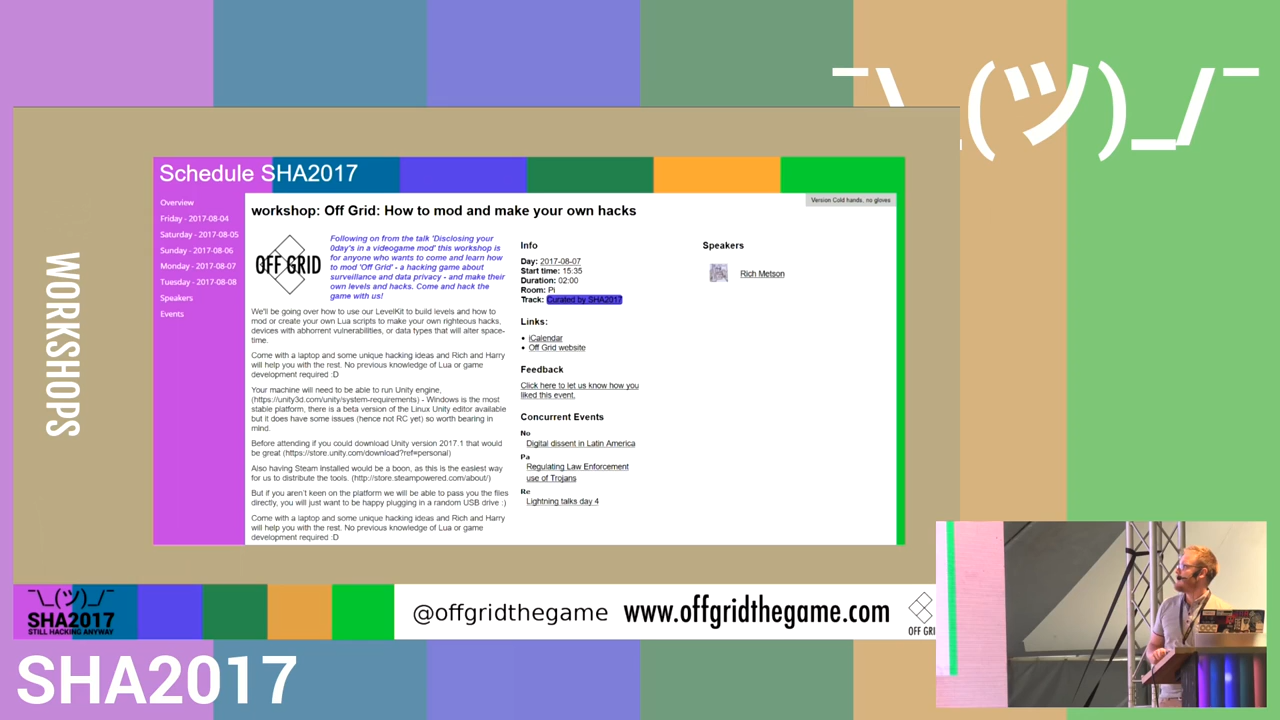 ¯\_(ツ)_/¯
WORKSHOPS
Schedule SHA2017
Overview
Friday - 2017-08-04
Saturday - 2017-08-05
Sunday - 2017-08-06
Monday - 2017-08-07
Tuesday - 2017-08-08
Speakers
Events
Version Cold hands, no gloves
workshop: Off Grid: How to mod and make your own hacks
OFF GRID
Following on from the talk 'Disclosing your
0day's in a videogame mod' this workshop is
for anyone who wants to come and learn how
to mod 'Off Grid' - a hacking game about
surveillance and data privacy - and make their
own levels and hacks. Come and hack the
game with us!
We'll be going over how to use our LevelKit to build levels and how to
mod or create your own Lua scripts to make your own righteous hacks,
devices with abhorrent vulnerabilities, or data types that will alter space-
time.
Come with a laptop and some unique hacking ideas and Rich and Harry
will help you with the rest. No previous knowledge of Lua or game
development required :D
Your machine will need to be able to run Unity engine,
(https://unity3d.com/unity/system-requirements) - Windows is the most
stable platform, there is a beta version of the Linux Unity editor available
but it does have some issues (hence not RC yet) so worth bearing in
mind.
Before attending if you could download Unity version 2017.1 that would
be great (https://store.unity.com/download?ref=personal)
Also having Steam Installed would be a boon, as this is the easiest way
for us to distribute the tools. (http://store.steampowered.com/about/)
But if you aren't keen on the platform we will be able to pass you the files
directly, you will just want to be happy plugging in a random USB drive :)
Come with a laptop and some unique hacking ideas and Rich and Harry
will help you with the rest. No previous knowledge of Lua or game
development required :D
Info
Day: 2017-08-07
Start time: 15:35
Duration: 02:00
Room: Pi
Track: Curated by SHA2017
Links:
• iCalendar
• Off Grid website
Feedback
Click here to let us know how you
liked this event.
Concurrent Events
No
Digital dissent in Latin America
Pa
Regulating Law Enforcement
use of Trojans
Re
Lightning talks day 4
Speakers
Rich Metson
¯\_(ツ)_/¯
SHA2017
STILL HACKING ANYWAY
@offgridthegame www.offgridthegame.com
OFF GRI
SHA2017